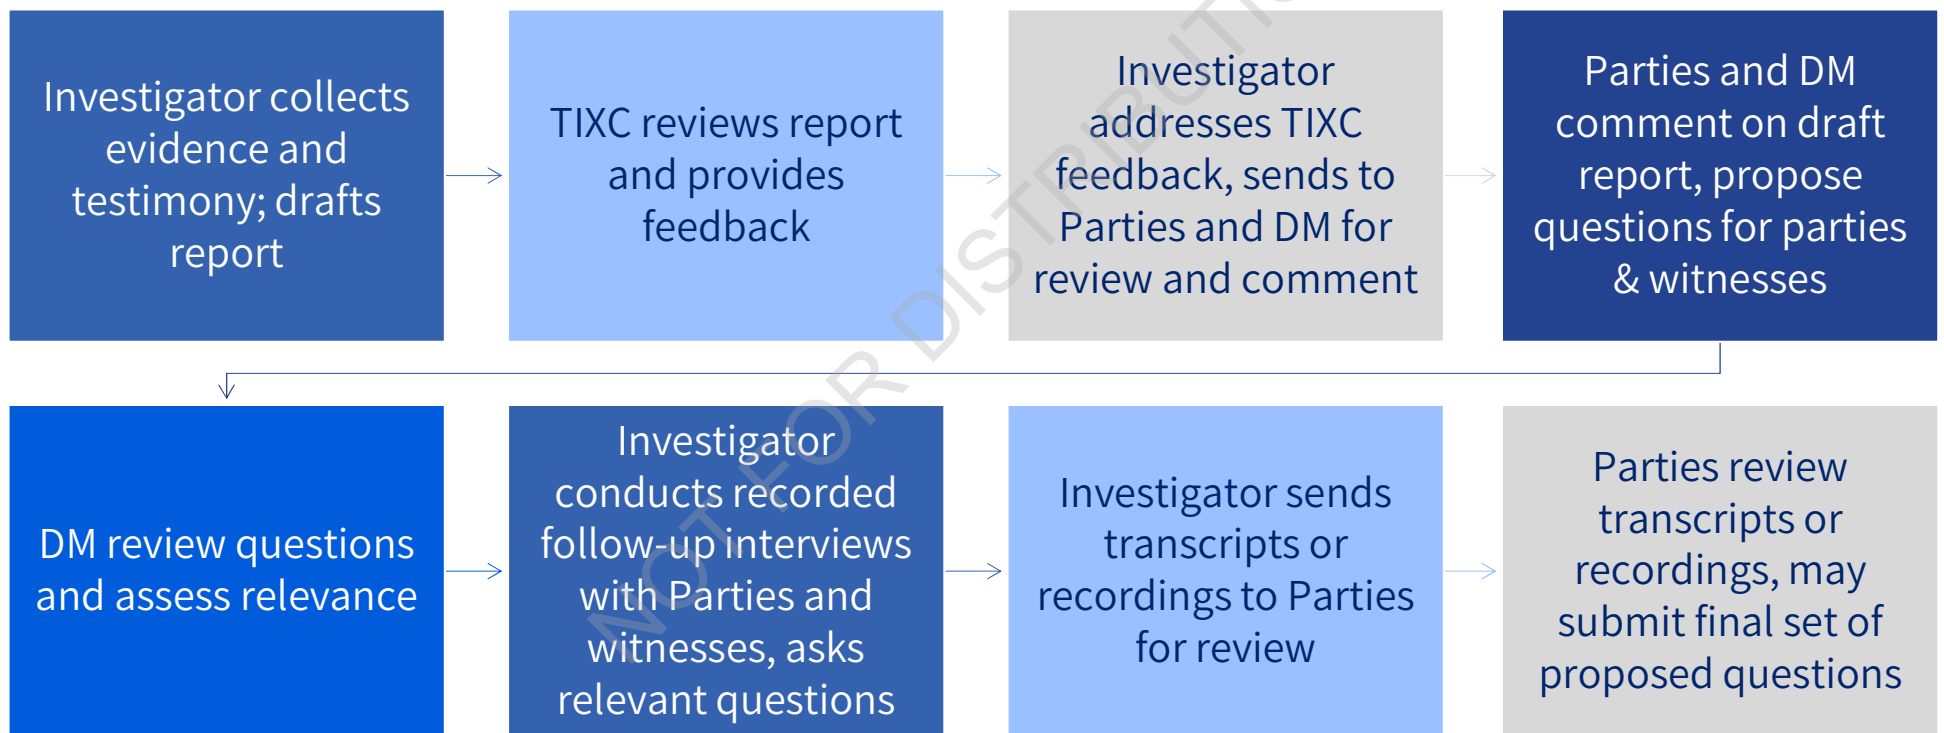 Investigator collects
evidence and
testimony; drafts
report
TIXC reviews report
and provides
feedback
Investigator
addresses TIXC
feedback, sends to
Parties and DM for
review and comment
Parties and DM
comment on draft
report, propose
questions for parties
& witnesses
DM review questions
and assess relevance
Investigator
conducts recorded
follow-up interviews
with Parties and
witnesses, asks
relevant questions
Investigator sends
transcripts or
recordings to Parties
for review
Parties review
transcripts or
recordings, may
submit final set of
proposed questions
NOT FOR DISTRIBUTIO